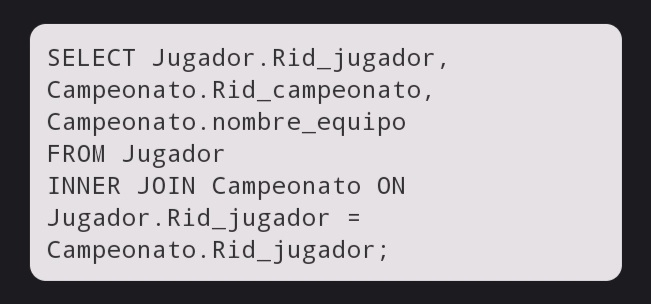 SELECT Jugador.Rid_jugador,
Campeonato.Rid_campeonato,
Campeonato.nombre_equipo
FROM Jugador
INNER JOIN Campeonato ON
Jugador.Rid_jugador =
Campeonato.Rid_jugador;